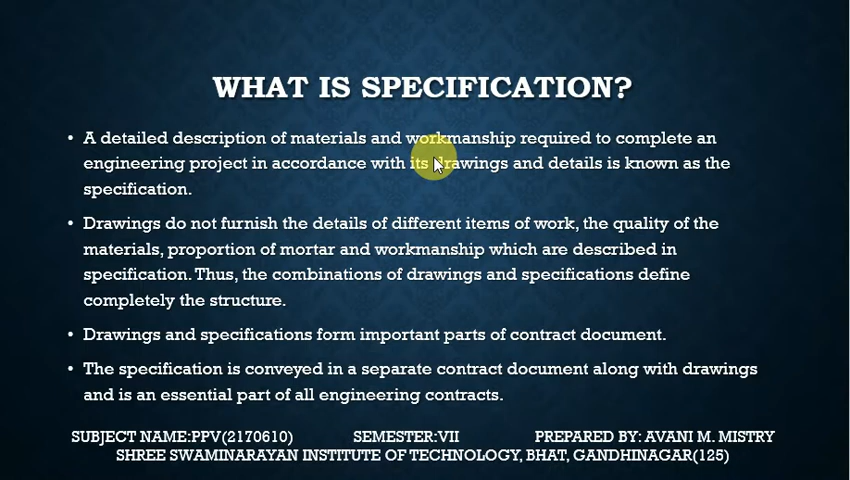 WHAT IS SPECIFICATION?
• A detailed description of materials and workmanship required to complete an
engineering project in accordance with its drawings and details is known as the
specification.
• Drawings do not furnish the details of different items of work, the quality of the
materials, proportion of mortar and workmanship which are described in
specification. Thus, the combinations of drawings and specifications define
completely the structure.
• Drawings and specifications form important parts of contract document.
• The specification is conveyed in a separate contract document along with drawings
and is an essential part of all engineering contracts.
SUBJECT NAME:PPV(2170610) SEMESTER:VII PREPARED BY: AVANI M. MISTRY
SHREE SWAMINARAYAN INSTITUTE OF TECHNOLOGY, BHAT, GANDHINAGAR(125)